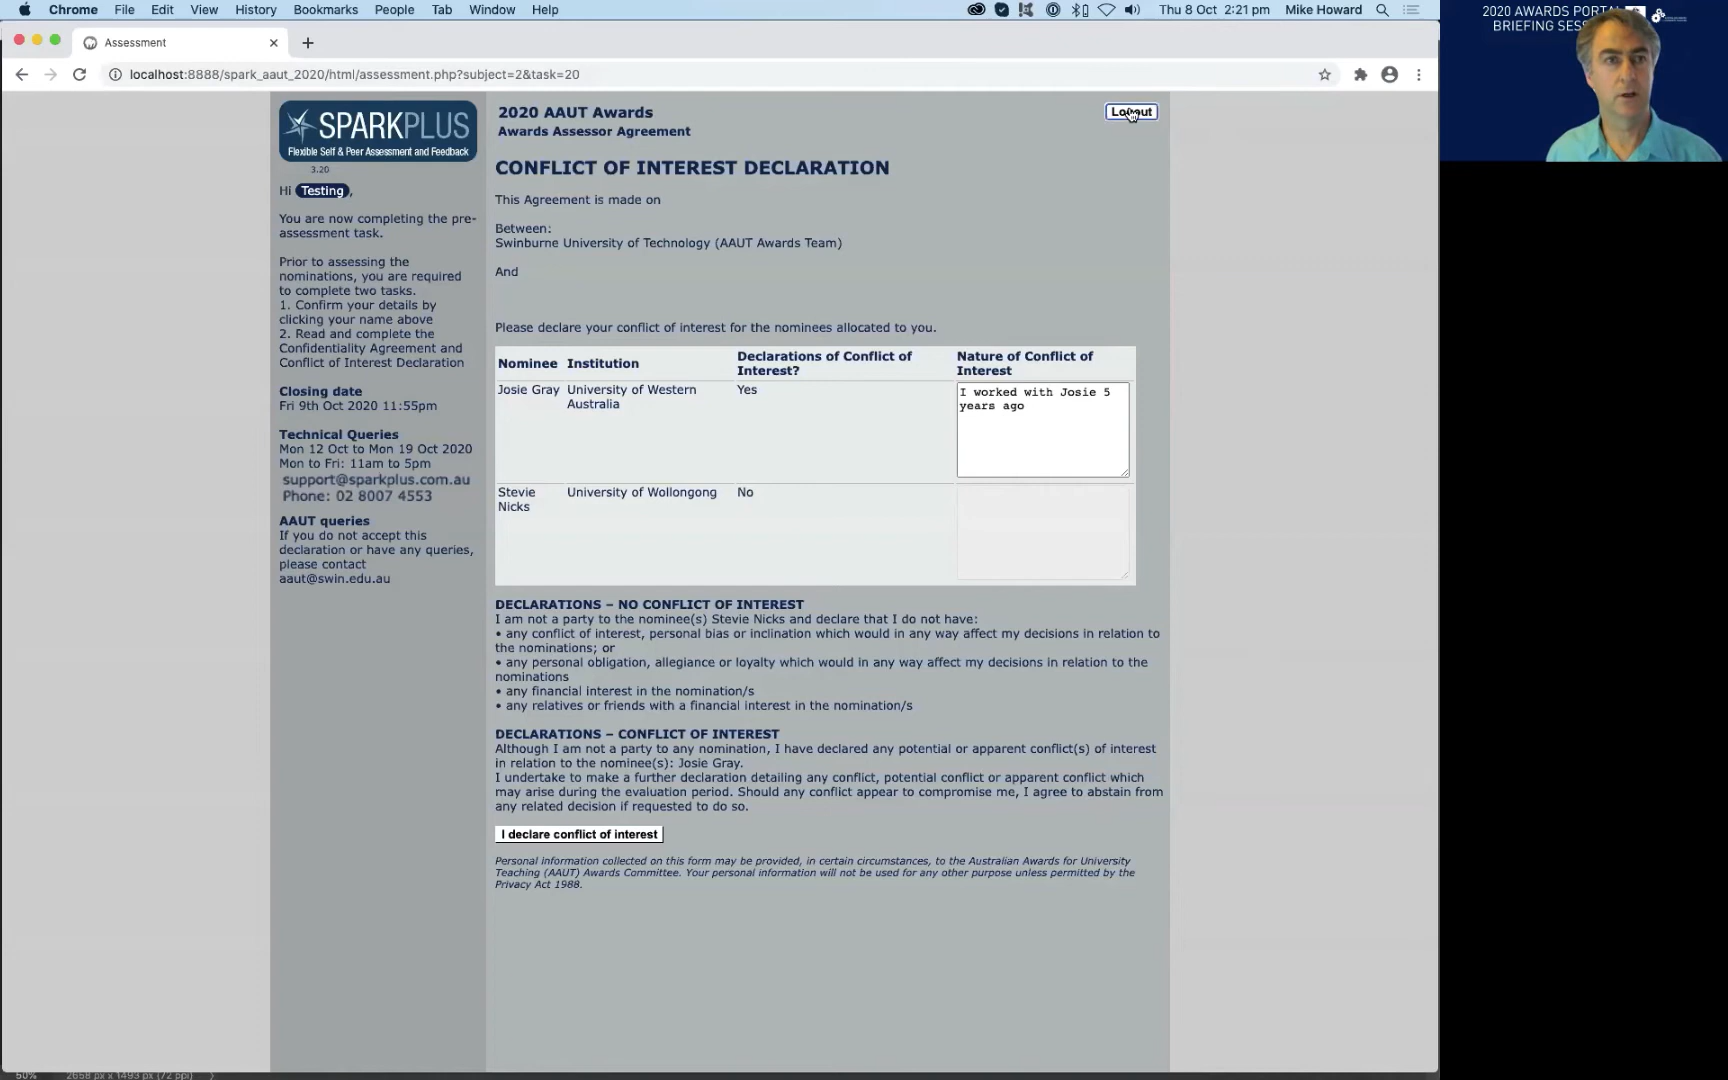 Chrome File Edit View History Bookmarks People Tab Window Help
Thu 8 Oct 2:21 pm Mike Howard
2020 AWARDS PORTAL
BRIEFING
Assessment
localhost:8888/spark_aaut_2020/html/assessment.php?subject=2&task=20
SPARKPLUS
Flexible Self & Peer Assessment and Feedback
3.20
Hi Testing,
You are now completing the pre-
assessment task.
Prior to assessing the
nominations, you are required
to complete two tasks.
1. Confirm your details by
clicking your name above
2. Read and complete the
Confidentiality Agreement and
Conflict of Interest Declaration
Closing date
Fri 9th Oct 2020 11:55pm
Technical Queries
Mon 12 Oct to Mon 19 Oct 2020
Mon to Fri: 11am to 5pm
support@sparkplus.com.au
Phone: 02 8007 4553
AAUT queries
If you do not accept this
declaration or have any queries,
please contact
aaut@swin.edu.au
2020 AAUT Awards
Logout
Awards Assessor Agreement
CONFLICT OF INTEREST DECLARATION
This Agreement is made on
Between:
Swinburne University of Technology (AAUT Awards Team)
And
Please declare your conflict of interest for the nominees allocated to you.
Nominee Institution Declarations of Conflict of Nature of Conflict of
Interest? Interest
Josie Gray University of Western Yes I worked with Josie 5
Australia years ago
Stevie University of Wollongong No
Nicks
DECLARATIONS – NO CONFLICT OF INTEREST
I am not a party to the nominee(s) Stevie Nicks and declare that I do not have:
• any conflict of interest, personal bias or inclination which would in any way affect my decisions in relation to
the nominations; or
• any personal obligation, allegiance or loyalty which would in any way affect my decisions in relation to the
nominations
• any financial interest in the nomination/s
• any relatives or friends with a financial interest in the nomination/s
DECLARATIONS – CONFLICT OF INTEREST
Although I am not a party to any nomination, I have declared any potential or apparent conflict(s) of interest
in relation to the nominee(s): Josie Gray.
I undertake to make a further declaration detailing any conflict, potential conflict or apparent conflict which
may arise during the evaluation period. Should any conflict appear to compromise me, I agree to abstain from
any related decision if requested to do so.
I declare conflict of interest
Personal information collected on this form may be provided, in certain circumstances, to the Australian Awards for University
Teaching (AAUT) Awards Committee. Your personal information will not be used for any other purpose unless permitted by the
Privacy Act 1988.
50% 2658 px x 1493 px (72 ppi)